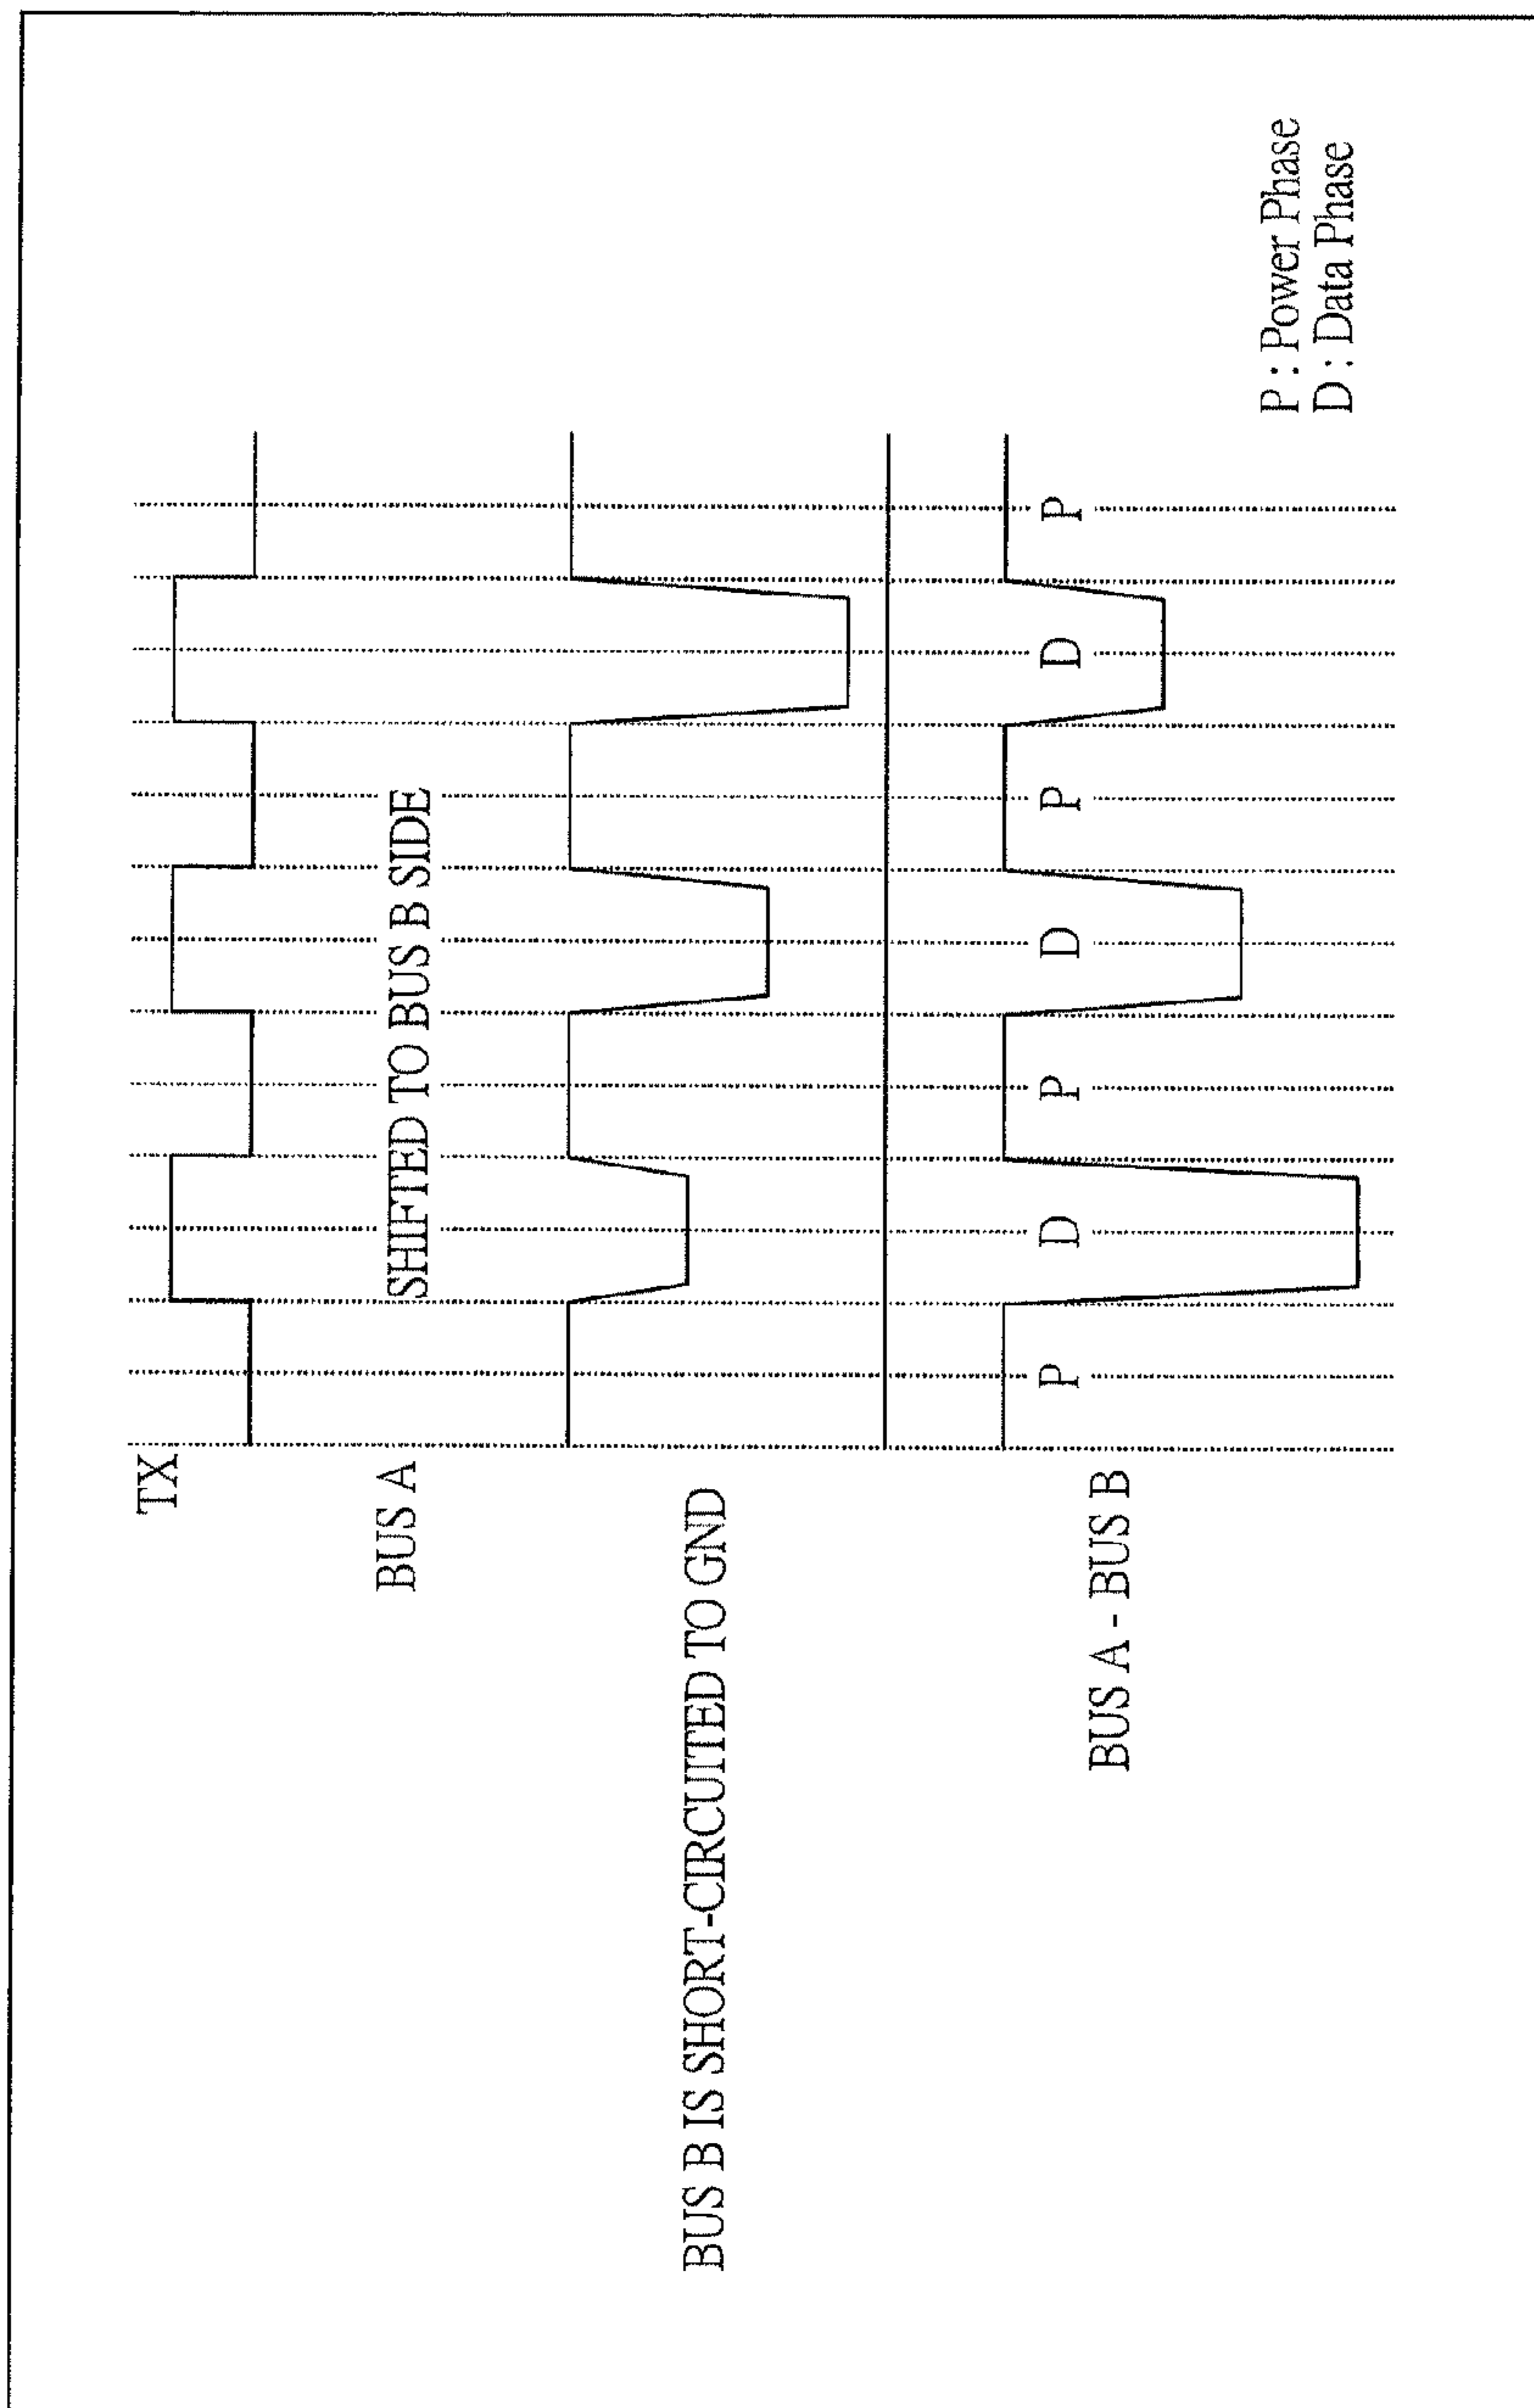 TX
BUS A
SHIFTED TO BUS B SIDE
BUS B IS SHORT-CIRCUITED TO GND
BUS A - BUS B
P D P D P D P
P : Power Phase
D : Data Phase